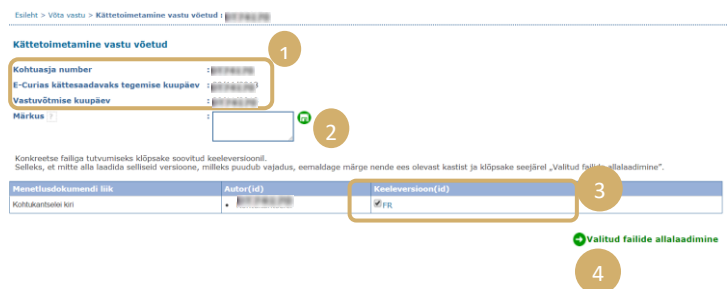 Esileht > Võta vastu > Kättetoimetamine vastu võetud :
Kättetoimetamine vastu võetud
1
Kohtuasja number :
E-Curias kättesaadavaks tegemise kuupäev :
Vastuvõtmise kuupäev :
Märkus ? :
2
Konkreetse failiga tutvumiseks klõpsake soovitud keeleversioonil.
Selleks, et mitte alla laadida selliseid versioone, milleks puudub vajadus, eemaldage märge nende ees olevast kastist ja klõpsake seejärel „Valitud failide allalaadimine”.
3
Menetlusdokumendi liik Autor(id) Keeleversioon(id)
Kohtukantselei kiri • FR
Valitud failide allalaadimine
4